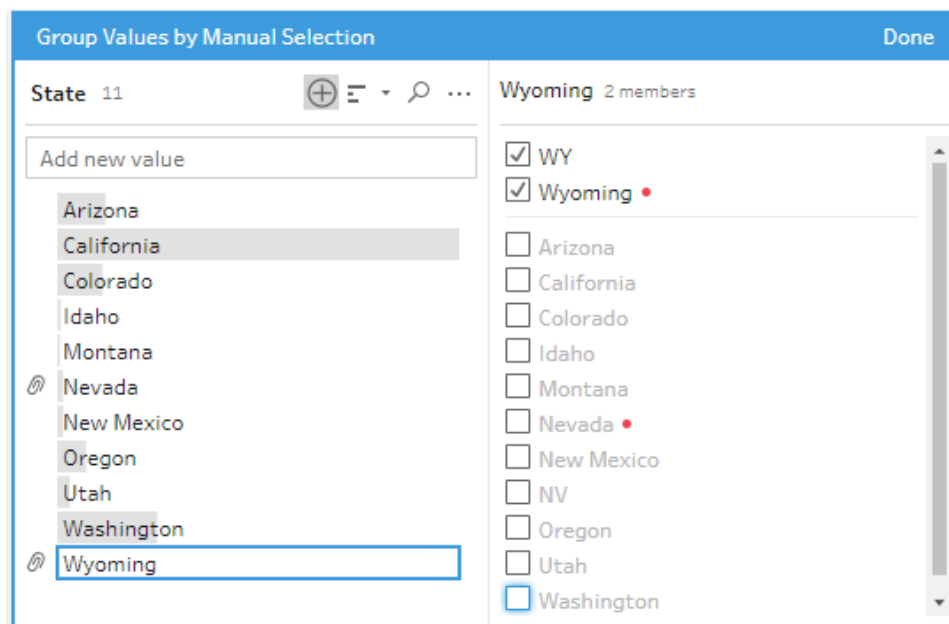 Group Values by Manual Selection Done
State 11
Add new value
Arizona
California
Colorado
Idaho
Montana
Nevada
New Mexico
Oregon
Utah
Washington
Wyoming
Wyoming 2 members
WY
Wyoming
Arizona
California
Colorado
Idaho
Montana
Nevada
New Mexico
NV
Oregon
Utah
Washington